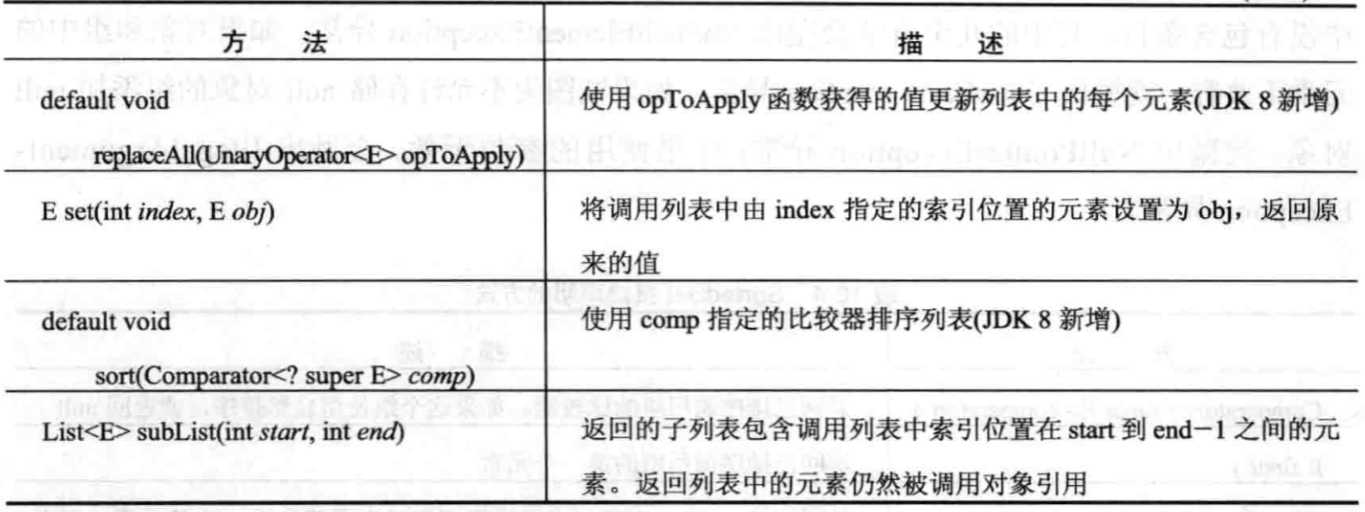 方 法
描 述
default void
replaceAll(UnaryOperator<E> opToApply)
使用 opToApply 函数获得的值更新列表中的每个元素(JDK 8 新增)
E set(int index, E obj)
将调用列表中由 index 指定的索引位置的元素设置为 obj，返回原
来的值
default void
sort(Comparator<? super E> comp)
使用 comp 指定的比较器排序列表(JDK 8 新增)
List<E> subList(int start, int end)
返回的子列表包含调用列表中索引位置在 start 到 end－1 之间的元
素。返回列表中的元素仍然被调用对象引用